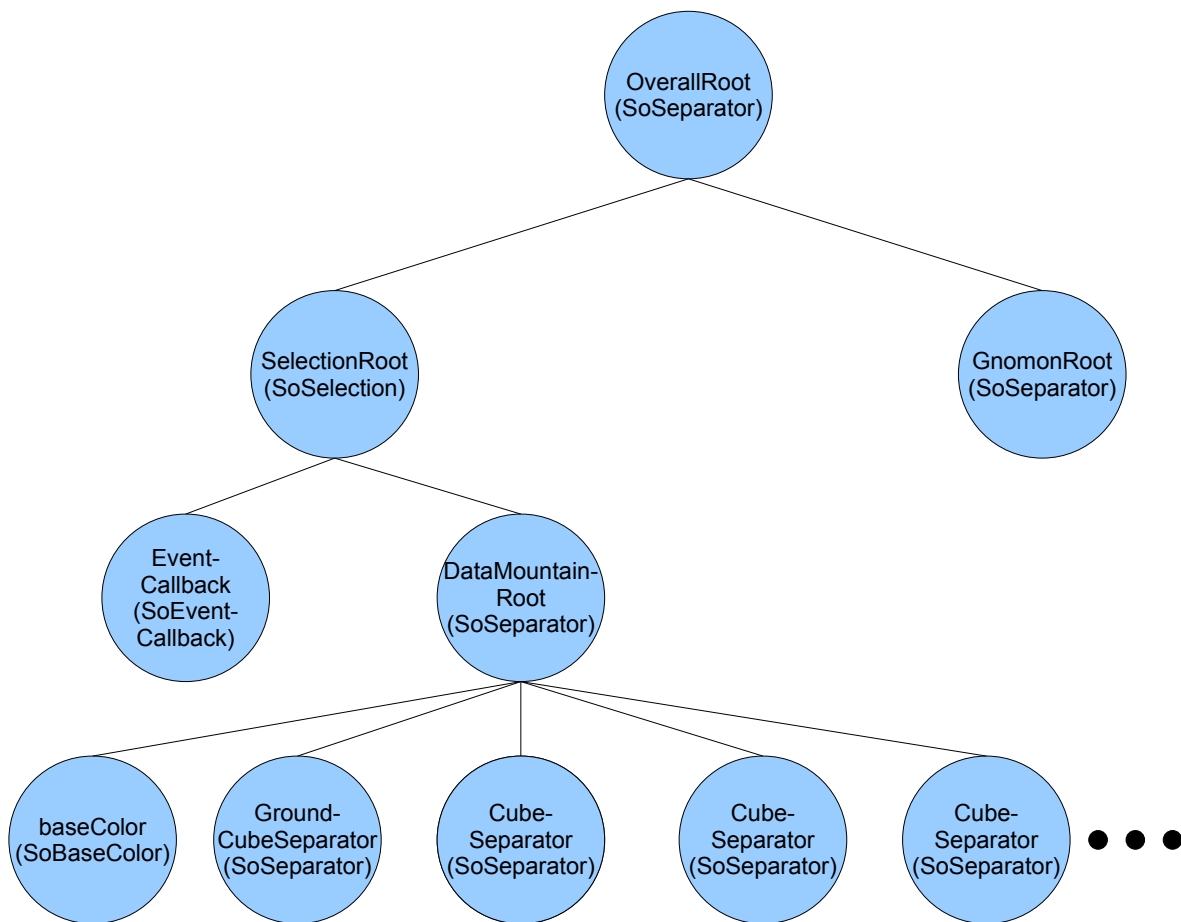 OverallRoot
(SoSeparator)
SelectionRoot
(SoSelection)
GnomonRoot
(SoSeparator)
Event-
Callback
(SoEvent-
Callback)
DataMountain-
Root
(SoSeparator)
baseColor
(SoBaseColor)
Ground-
CubeSeparator
(SoSeparator)
Cube-
Separator
(SoSeparator)
Cube-
Separator
(SoSeparator)
Cube-
Separator
(SoSeparator)